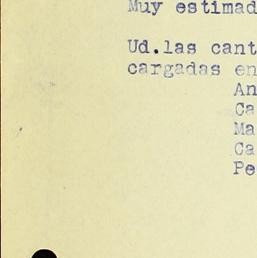 Muy estimad
Ud.las cant
cargadas en
An
Ca
Ma
Ca
Pe